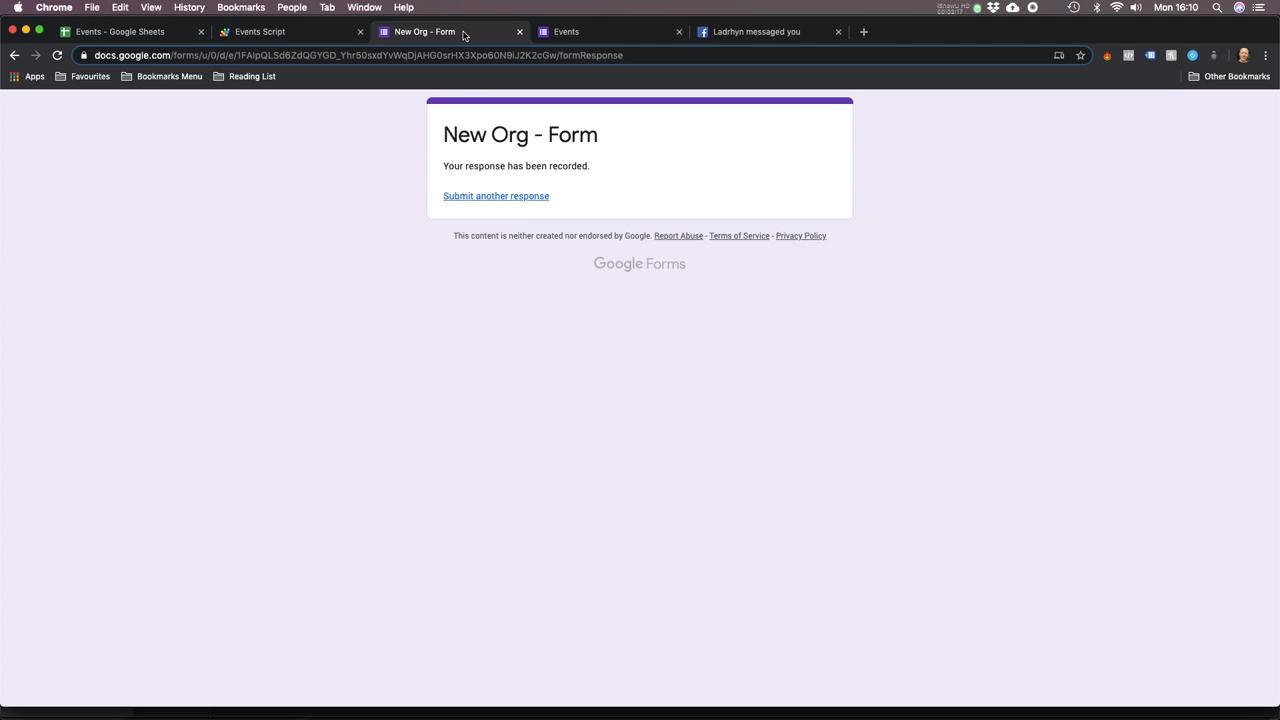 Chrome File Edit View History Bookmarks People Tab Window Help Mon 16:10
Events - Google Sheets Events Script New Org - Form Events Ladrhyn messaged you
docs.google.com/forms/u/0/d/e/1FAIpQLSd6ZdQGYGD_Yhr50sxdYvWqDjAHG0srHX3Xpo60N9iJ2K2cGw/formResponse
Apps Favourites Bookmarks Menu Reading List Other Bookmarks
New Org - Form
Your response has been recorded.
Submit another response
This content is neither created nor endorsed by Google. Report Abuse - Terms of Service - Privacy Policy
Google Forms